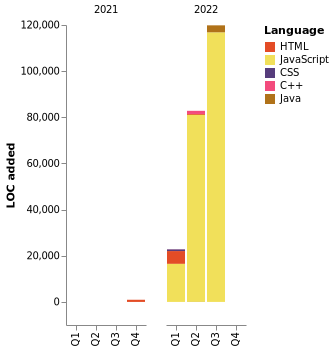 2021 2022
LOC added
120,000
100,000
80,000
60,000
40,000
20,000
0
Q1 Q2 Q3 Q4 Q1 Q2 Q3 Q4
Language
HTML
JavaScript
CSS
C++
Java